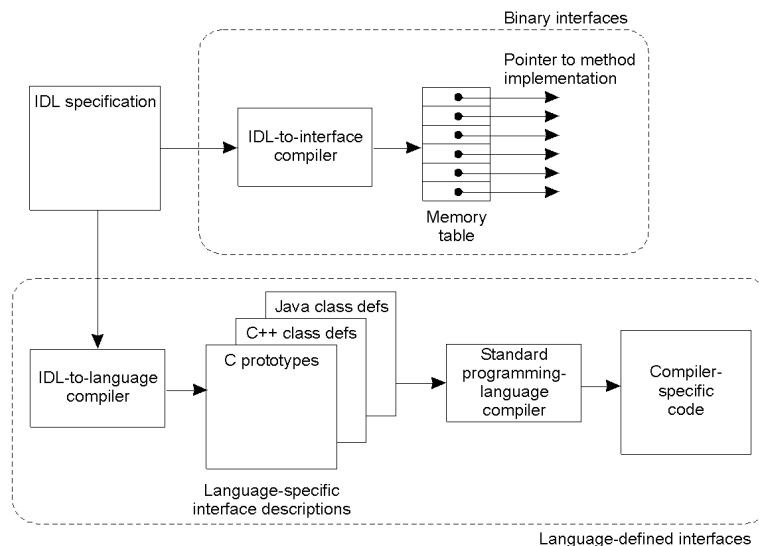 Binary interfaces
Pointer to method
implementation
IDL specification
IDL-to-interface
compiler
Memory
table
Java class defs
C++ class defs
C prototypes
IDL-to-language
compiler
Standard
programming-
language
compiler
Compiler-
specific
code
Language-specific
interface descriptions
Language-defined interfaces